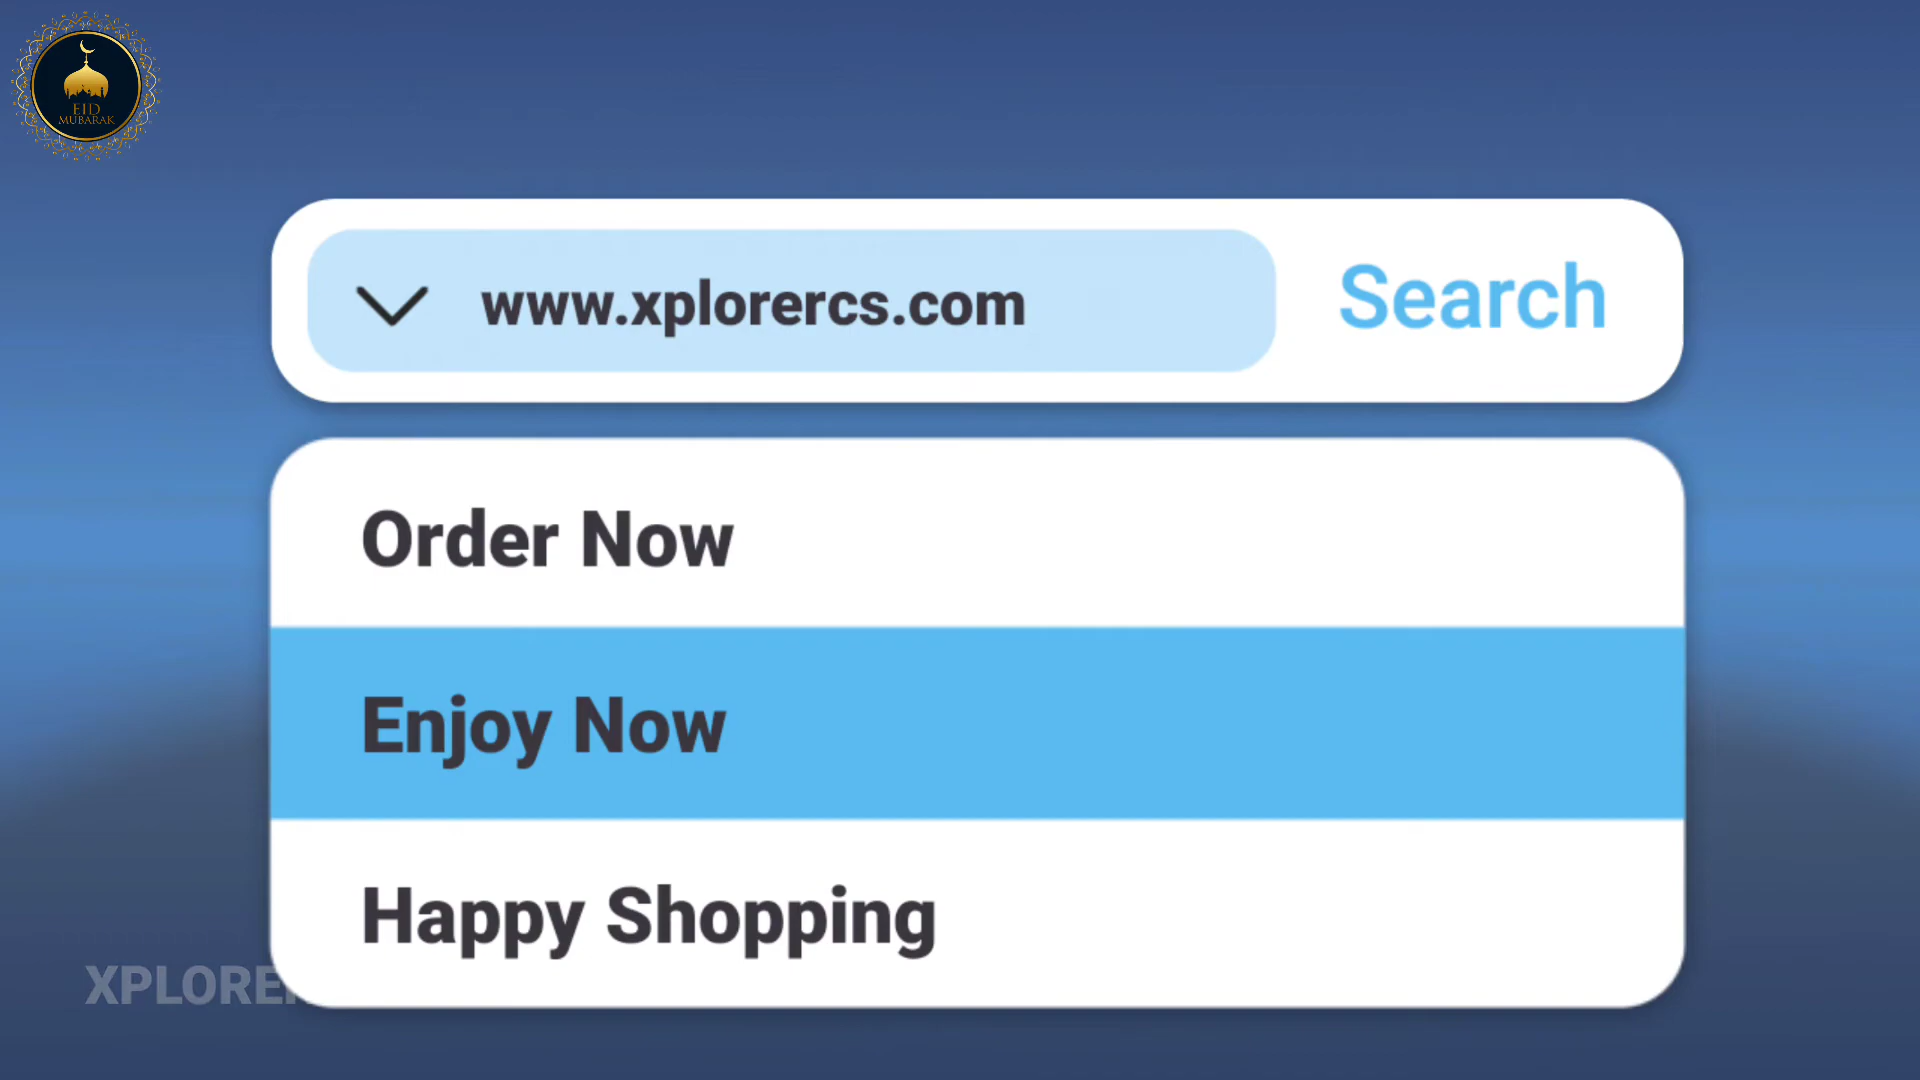 EID
MUBARAK
www.xplorercs.com
Search
Order Now
Enjoy Now
Happy Shopping